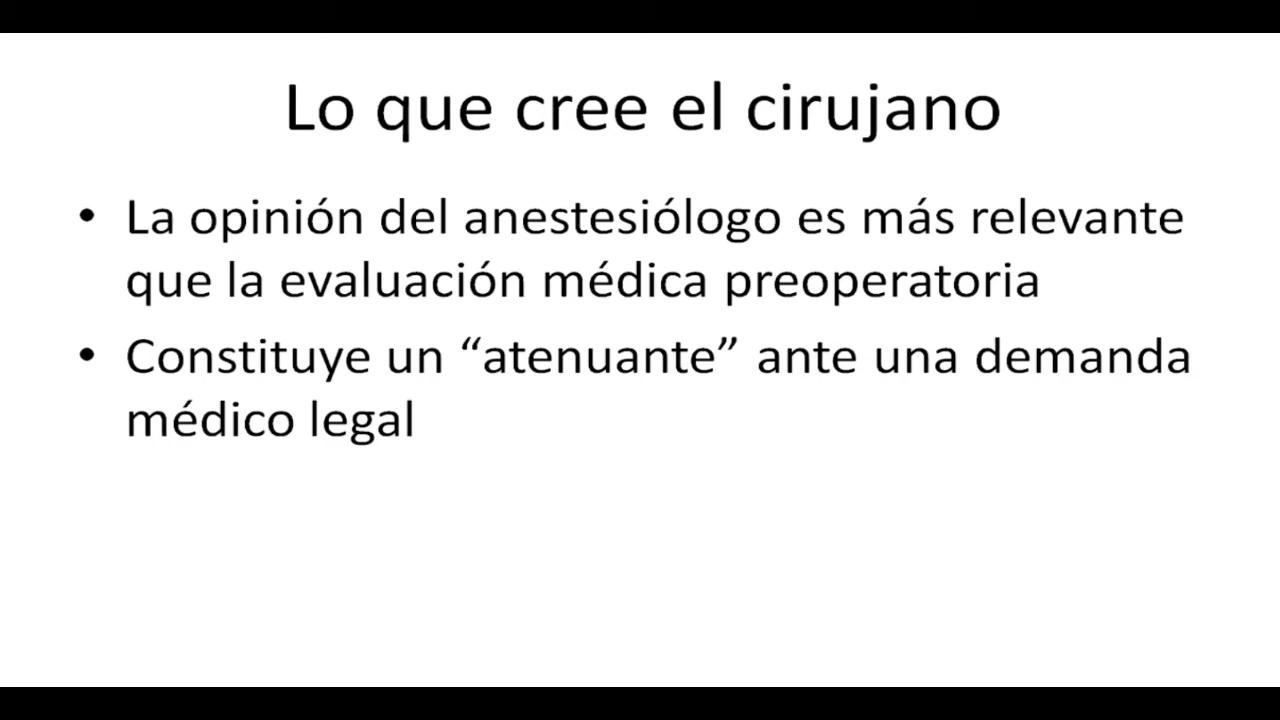 Lo que cree el cirujano
• La opinión del anestesiólogo es más relevante
que la evaluación médica preoperatoria
• Constituye un “atenuante” ante una demanda
médico legal